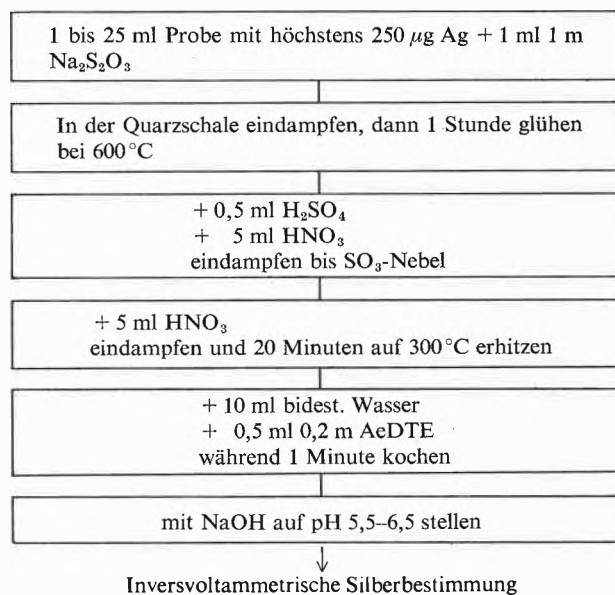 1 bis 25 ml Probe mit höchstens 250 µg Ag + 1 ml 1 m
Na₂S₂O₃
In der Quarzschale eindampfen, dann 1 Stunde glühen
bei 600°C
+ 0,5 ml H₂SO₄
+ 5 ml HNO₃
eindampfen bis SO₃-Nebel
+ 5 ml HNO₃
eindampfen und 20 Minuten auf 300°C erhitzen
+ 10 ml bidest. Wasser
+ 0,5 ml 0,2 m AeDTE
während 1 Minute kochen
mit NaOH auf pH 5,5–6,5 stellen
Inversvoltammetrische Silberbestimmung